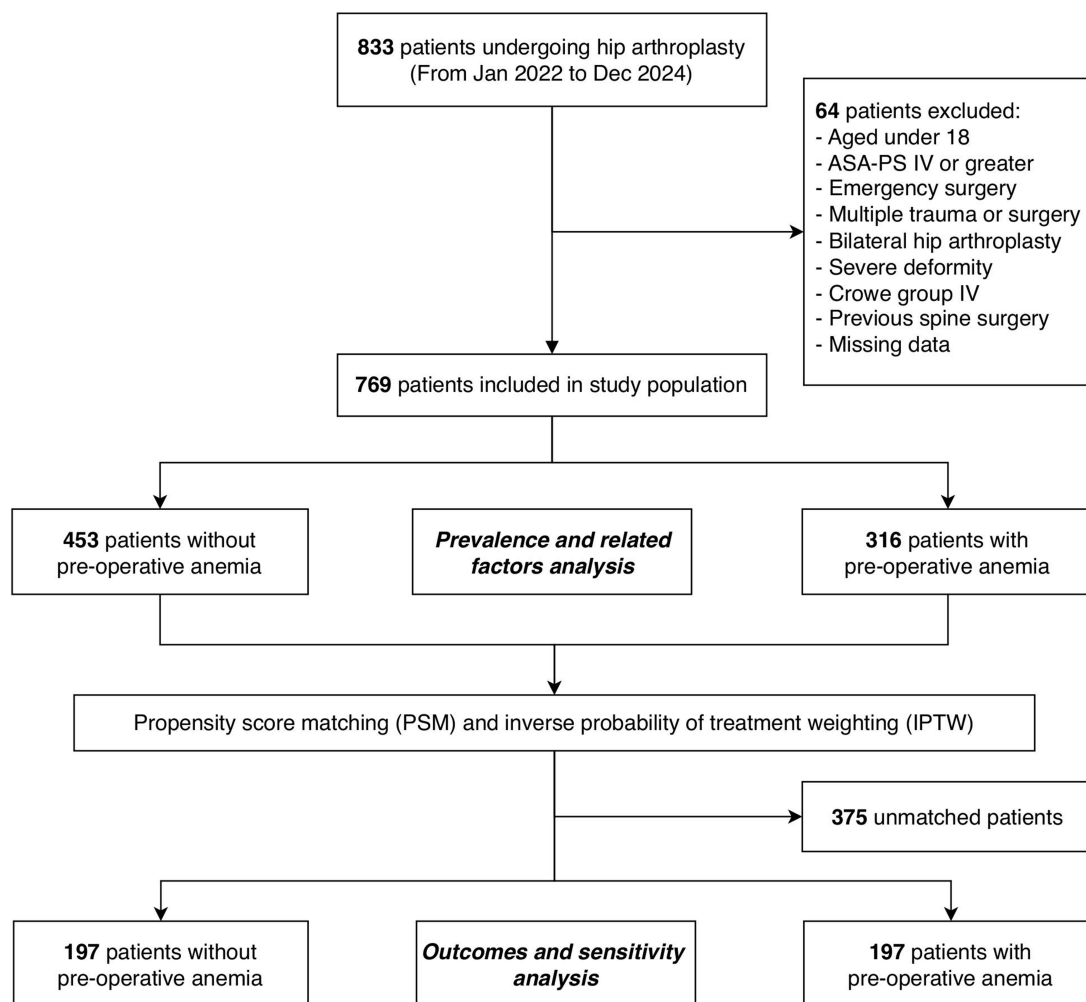 833 patients undergoing hip arthroplasty
(From Jan 2022 to Dec 2024)
64 patients excluded:
- Aged under 18
- ASA-PS IV or greater
- Emergency surgery
- Multiple trauma or surgery
- Bilateral hip arthroplasty
- Severe deformity
- Crowe group IV
- Previous spine surgery
- Missing data
769 patients included in study population
453 patients without
pre-operative anemia
Prevalence and related
factors analysis
316 patients with
pre-operative anemia
Propensity score matching (PSM) and inverse probability of treatment weighting (IPTW)
375 unmatched patients
197 patients without
pre-operative anemia
Outcomes and sensitivity
analysis
197 patients with
pre-operative anemia